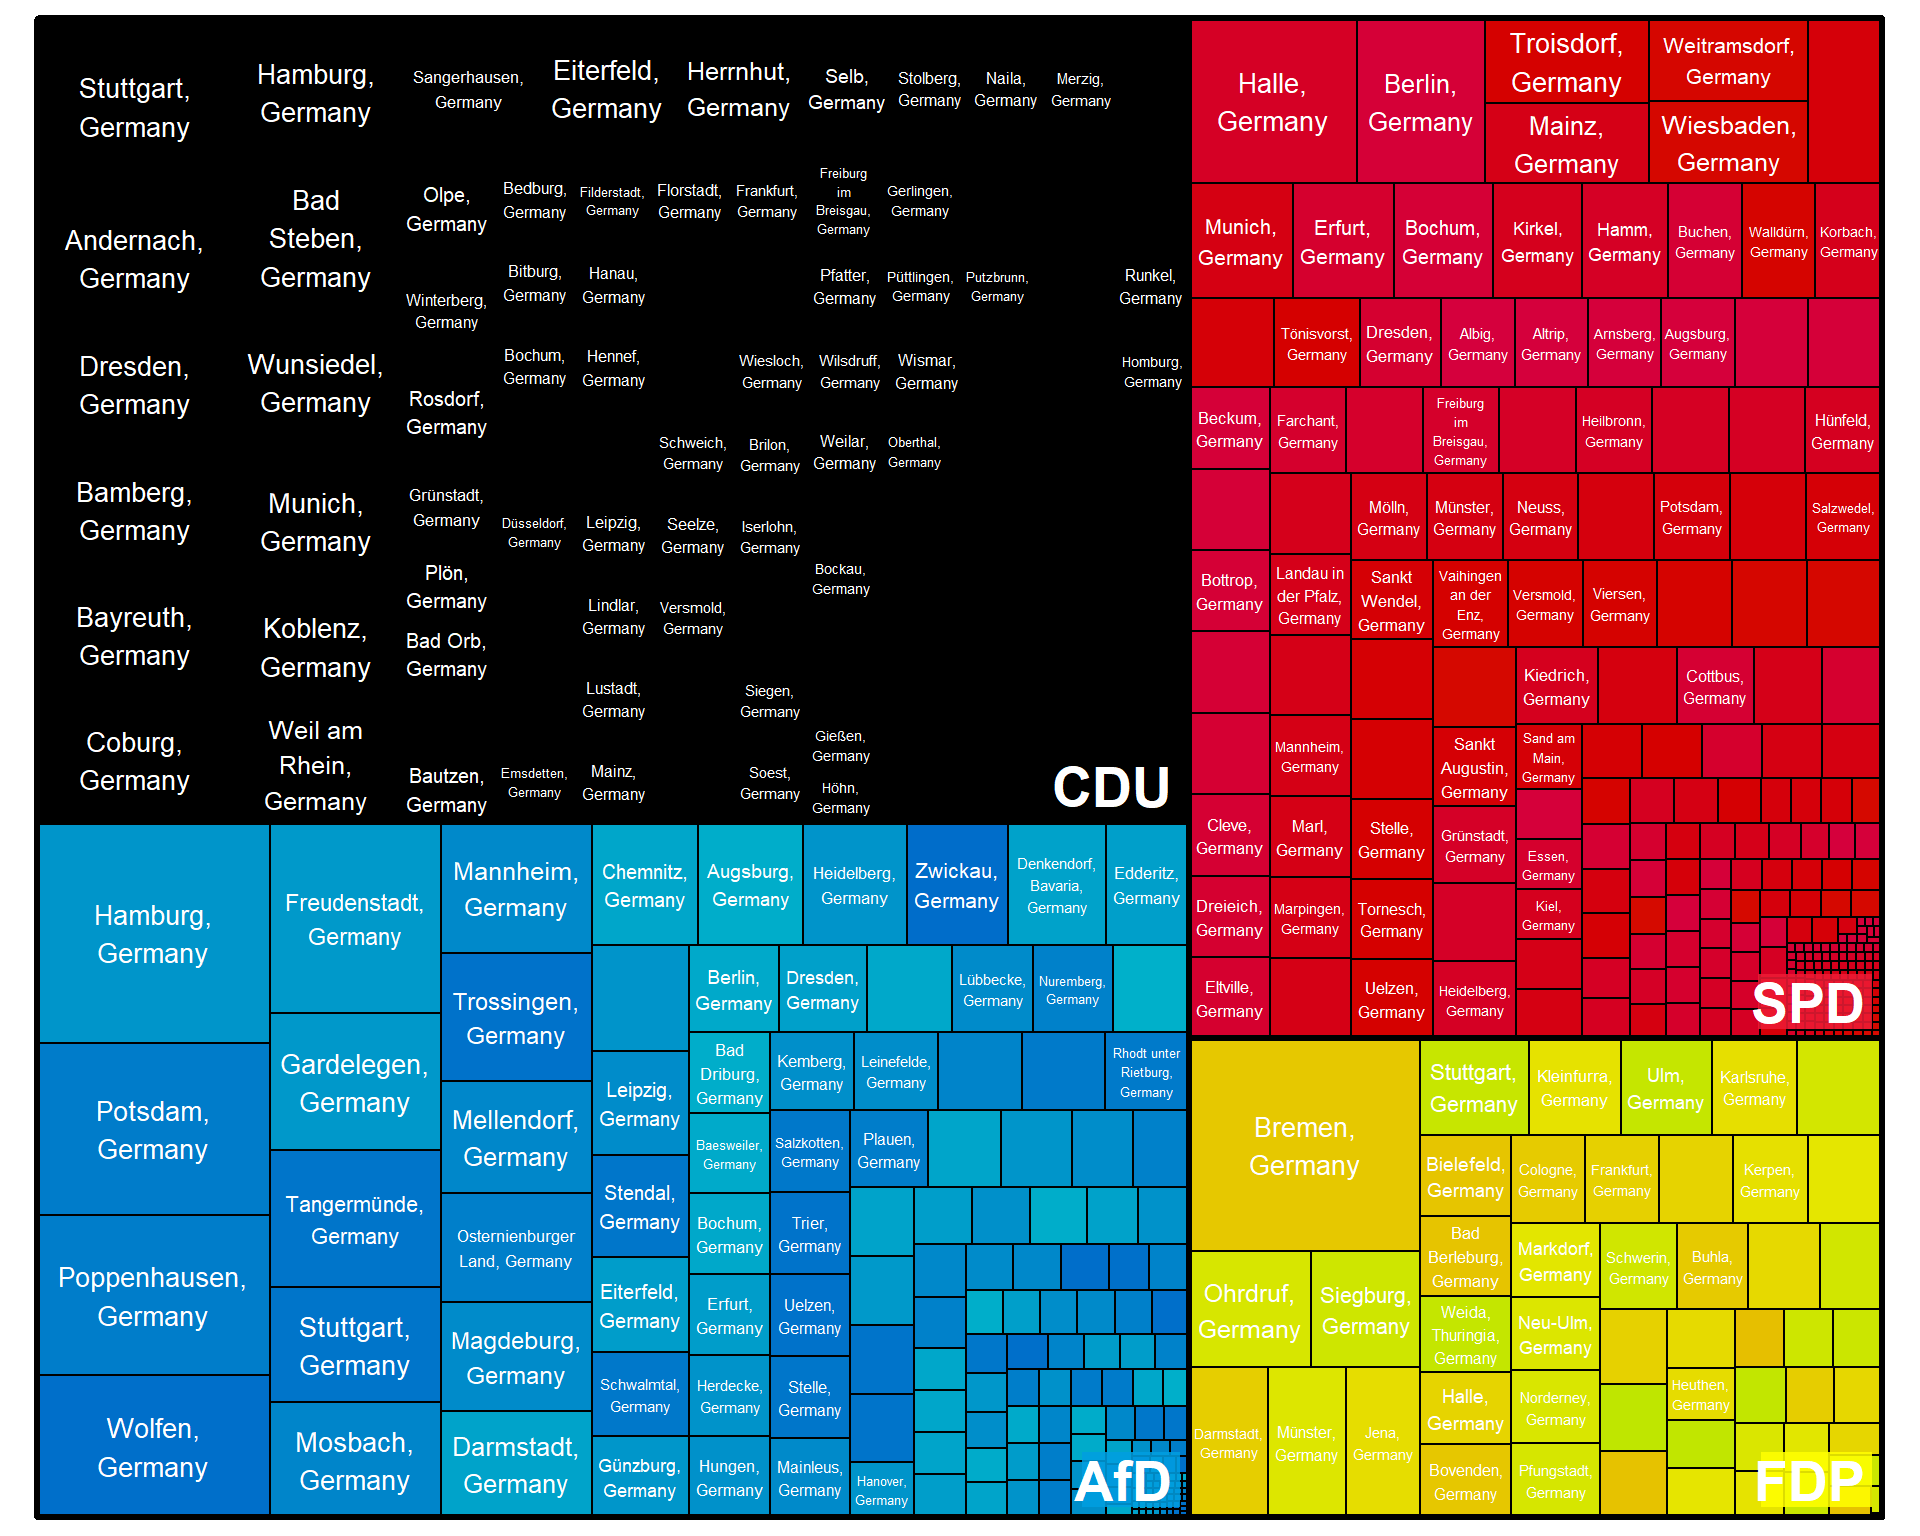 Stuttgart,
Germany
Hamburg,
Germany
Sangerhausen,
Germany
Eiterfeld,
Germany
Herrnhut,
Germany
Selb,
Germany
Stolberg,
Germany
Naila,
Germany
Merzig,
Germany
Andernach,
Germany
Bad
Steben,
Germany
Olpe,
Germany
Bedburg,
Germany
Filderstadt,
Germany
Florstadt,
Germany
Frankfurt,
Germany
Freiburg
im
Breisgau,
Germany
Gerlingen,
Germany
Winterberg,
Germany
Bitburg,
Germany
Hanau,
Germany
Pfatter,
Germany
Püttlingen,
Germany
Putzbrunn,
Germany
Runkel,
Germany
Dresden,
Germany
Wunsiedel,
Germany
Rosdorf,
Germany
Bochum,
Germany
Hennef,
Germany
Wiesloch,
Germany
Wilsdruff,
Germany
Wismar,
Germany
Homburg,
Germany
Schweich,
Germany
Brilon,
Germany
Weilar,
Germany
Oberthal,
Germany
Bamberg,
Germany
Munich,
Germany
Grünstadt,
Germany
Düsseldorf,
Germany
Leipzig,
Germany
Seelze,
Germany
Iserlohn,
Germany
Bockau,
Germany
Plön,
Germany
Bayreuth,
Germany
Koblenz,
Germany
Bad Orb,
Germany
Lindlar,
Germany
Versmold,
Germany
Lustadt,
Germany
Siegen,
Germany
Gießen,
Germany
Coburg,
Germany
Weil am
Rhein,
Germany
Bautzen,
Germany
Emsdetten,
Germany
Mainz,
Germany
Soest,
Germany
Höhn,
Germany
CDU
Halle,
Germany
Berlin,
Germany
Troisdorf,
Germany
Mainz,
Germany
Weitramsdorf,
Germany
Wiesbaden,
Germany
Munich,
Germany
Erfurt,
Germany
Bochum,
Germany
Kirkel,
Germany
Hamm,
Germany
Buchen,
Germany
Walldürn,
Germany
Korbach,
Germany
Tönisvorst,
Germany
Dresden,
Germany
Albig,
Germany
Altrip,
Germany
Arnsberg,
Germany
Augsburg,
Germany
Beckum,
Germany
Farchant,
Germany
Freiburg
im
Breisgau,
Germany
Heilbronn,
Germany
Hünfeld,
Germany
Mölln,
Germany
Münster,
Germany
Neuss,
Germany
Potsdam,
Germany
Salzwedel,
Germany
Bottrop,
Germany
Landau in
der Pfalz,
Germany
Sankt
Wendel,
Germany
Vaihingen
an der
Enz,
Germany
Versmold,
Germany
Viersen,
Germany
Kiedrich,
Germany
Cottbus,
Germany
Mannheim,
Germany
Sankt
Augustin,
Germany
Sand am
Main,
Germany
Cleve,
Germany
Marl,
Germany
Stelle,
Germany
Grünstadt,
Germany
Essen,
Germany
Dreieich,
Germany
Marpingen,
Germany
Tornesch,
Germany
Kiel,
Germany
Eltville,
Germany
Uelzen,
Germany
Heidelberg,
Germany
SPD
Hamburg,
Germany
Freudenstadt,
Germany
Mannheim,
Germany
Chemnitz,
Germany
Augsburg,
Germany
Heidelberg,
Germany
Zwickau,
Germany
Denkendorf,
Bavaria,
Germany
Edderitz,
Germany
Trossingen,
Germany
Berlin,
Germany
Dresden,
Germany
Lübbecke,
Germany
Nuremberg,
Germany
Potsdam,
Germany
Gardelegen,
Germany
Mellendorf,
Germany
Leipzig,
Germany
Bad
Driburg,
Germany
Kemberg,
Germany
Leinefelde,
Germany
Rhodt unter
Rietburg,
Germany
Baesweiler,
Germany
Salzkotten,
Germany
Plauen,
Germany
Poppenhausen,
Germany
Tangermünde,
Germany
Osternienburger
Land, Germany
Stendal,
Germany
Bochum,
Germany
Trier,
Germany
Stuttgart,
Germany
Magdeburg,
Germany
Eiterfeld,
Germany
Erfurt,
Germany
Uelzen,
Germany
Schwalmtal,
Germany
Herdecke,
Germany
Stelle,
Germany
Wolfen,
Germany
Mosbach,
Germany
Darmstadt,
Germany
Günzburg,
Germany
Hungen,
Germany
Mainleus,
Germany
Hanover,
Germany
AfD
Bremen,
Germany
Stuttgart,
Germany
Kleinfurra,
Germany
Ulm,
Germany
Karlsruhe,
Germany
Bielefeld,
Germany
Cologne,
Germany
Frankfurt,
Germany
Kerpen,
Germany
Bad
Berleburg,
Germany
Markdorf,
Germany
Schwerin,
Germany
Buhla,
Germany
Ohrdruf,
Germany
Siegburg,
Germany
Weida,
Thuringia,
Germany
Neu-Ulm,
Germany
Halle,
Germany
Norderney,
Germany
Heuthen,
Germany
Darmstadt,
Germany
Münster,
Germany
Jena,
Germany
Bovenden,
Germany
Pfungstadt,
Germany
FDP